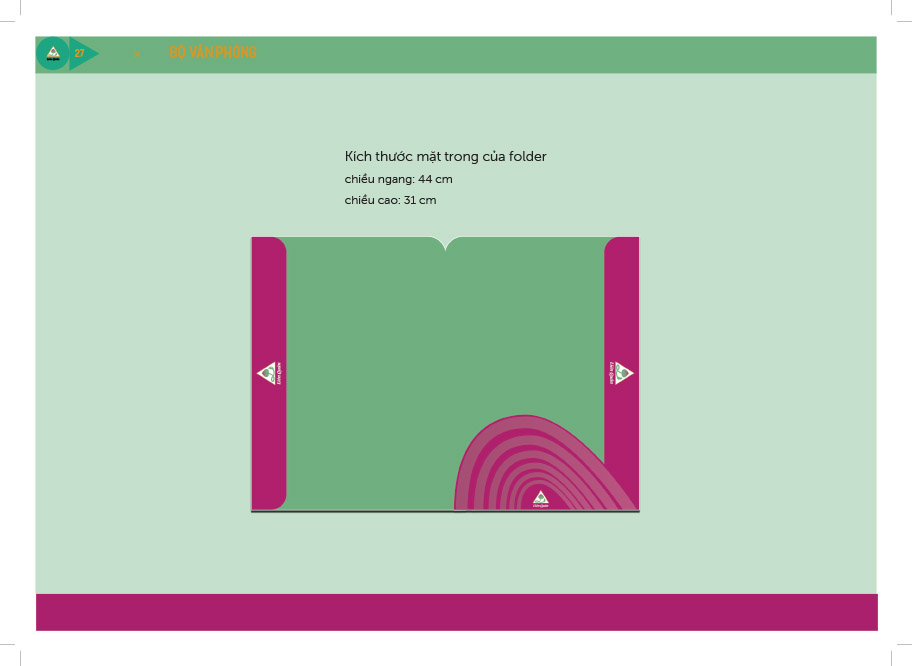 27
BỘ VĂN PHÒNG
Kích thước mặt trong của folder
chiều ngang: 44 cm
chiều cao: 31 cm